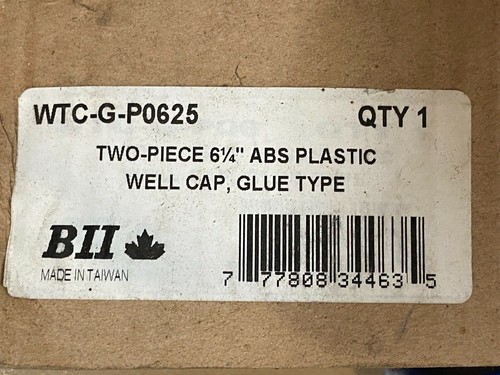 WTC-G-P0625 QTY 1
TWO-PIECE 6¼" ABS PLASTIC
WELL CAP, GLUE TYPE
BII
MADE IN TAIWAN
7 77808 34463 5